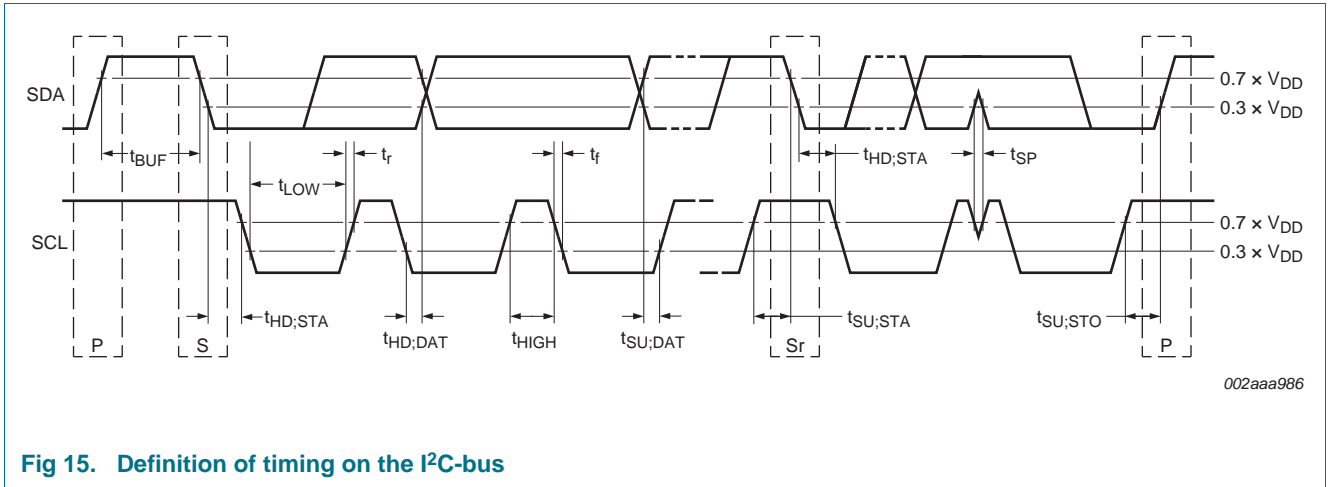 SDA
0.7 × VDD
0.3 × VDD
tBUF
tr
tf
tHD;STA
tSP
tLOW
SCL
0.7 × VDD
0.3 × VDD
tHD;STA
tHD;DAT
tHIGH
tSU;DAT
tSU;STA
tSU;STO
P
S
Sr
P
002aaa986
Fig 15. Definition of timing on the I²C-bus